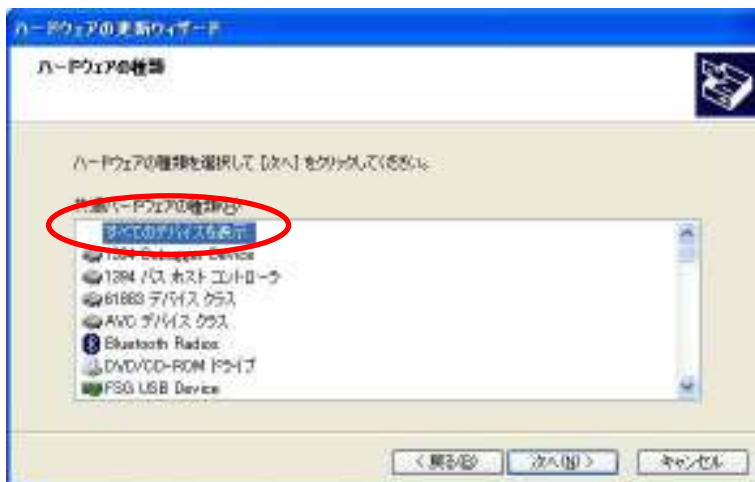 ハードウェアの更新ウィザード
ハードウェアの種類
ハードウェアの種類を選択して [次へ] をクリックしてください。
共通ハードウェアの種類(H):
すべてのデバイスを表示
1394 Debugger Device
1394 バス ホスト コントローラ
61883 デバイス クラス
AVC デバイス クラス
Bluetooth Radios
DVD/CD-ROM ドライブ
FSG USB Device
< 戻る(B)
次へ(N) >
キャンセル